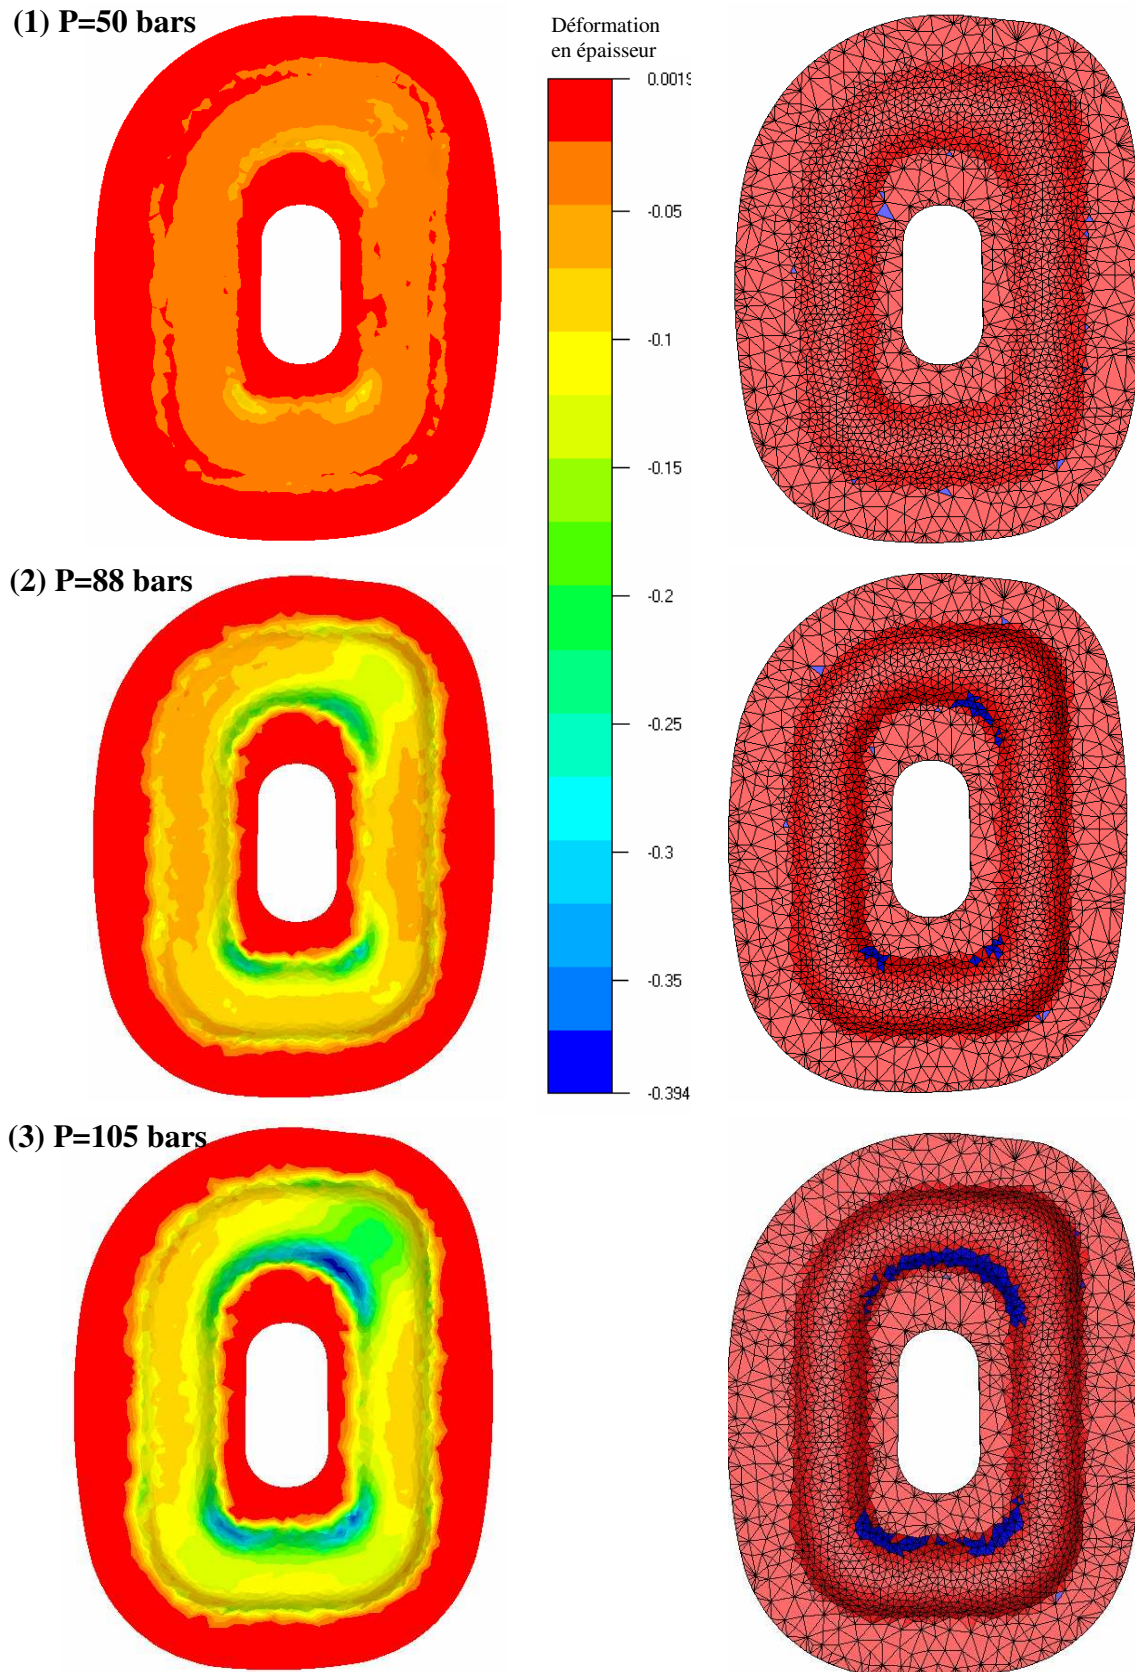 (1) P=50 bars
Déformation
en épaisseur
0.0019
-0.05
-0.1
-0.15
-0.2
-0.25
-0.3
-0.35
-0.394
(2) P=88 bars
(3) P=105 bars